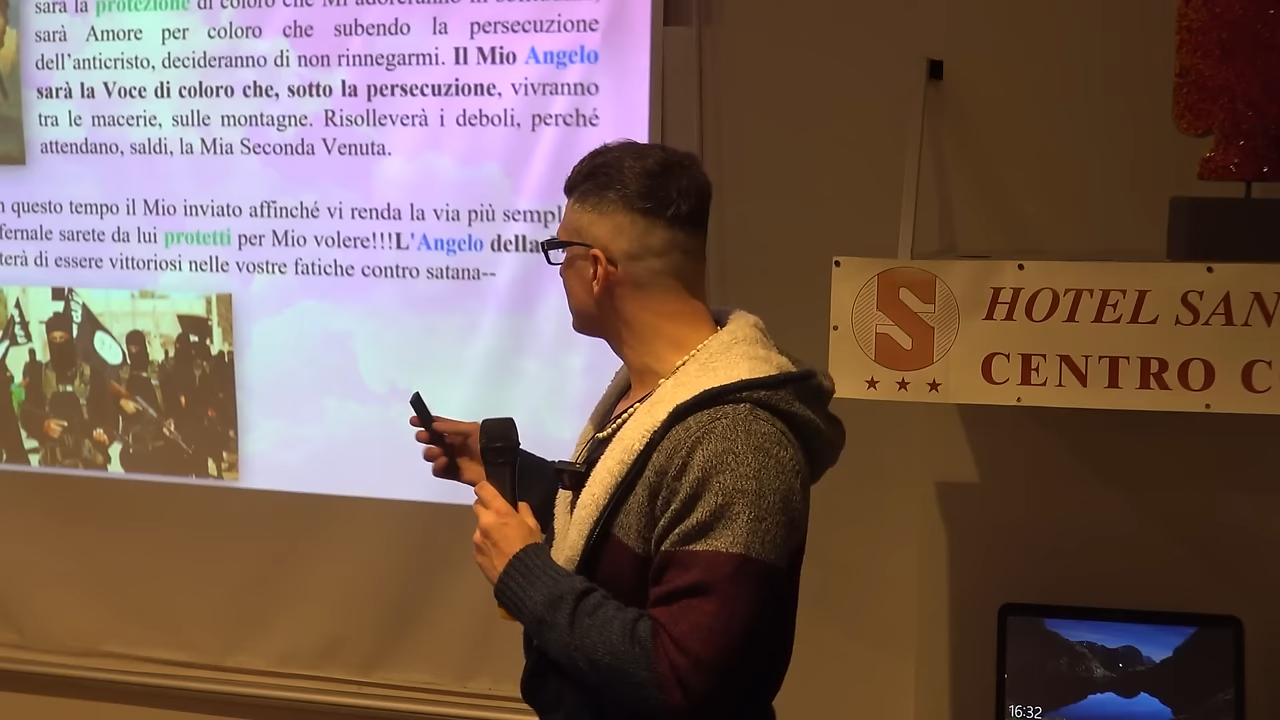 sarà la protezione di coloro che Mi adoreranno in
sarà Amore per coloro che subendo la persecuzione
dell'anticristo, decideranno di non rinnegarmi. Il Mio Angelo
sarà la Voce di coloro che, sotto la persecuzione, vivranno
tra le macerie, sulle montagne. Risolleverà i deboli, perché
attendano, saldi, la Mia Seconda Venuta.
n questo tempo il Mio inviato affinché vi renda la via più sempl
fernale sarete da lui protetti per Mio volere!!!L'Angelo della
terà di essere vittoriosi nelle vostre fatiche contro satana--
S
HOTEL SAN
CENTRO C
16:32